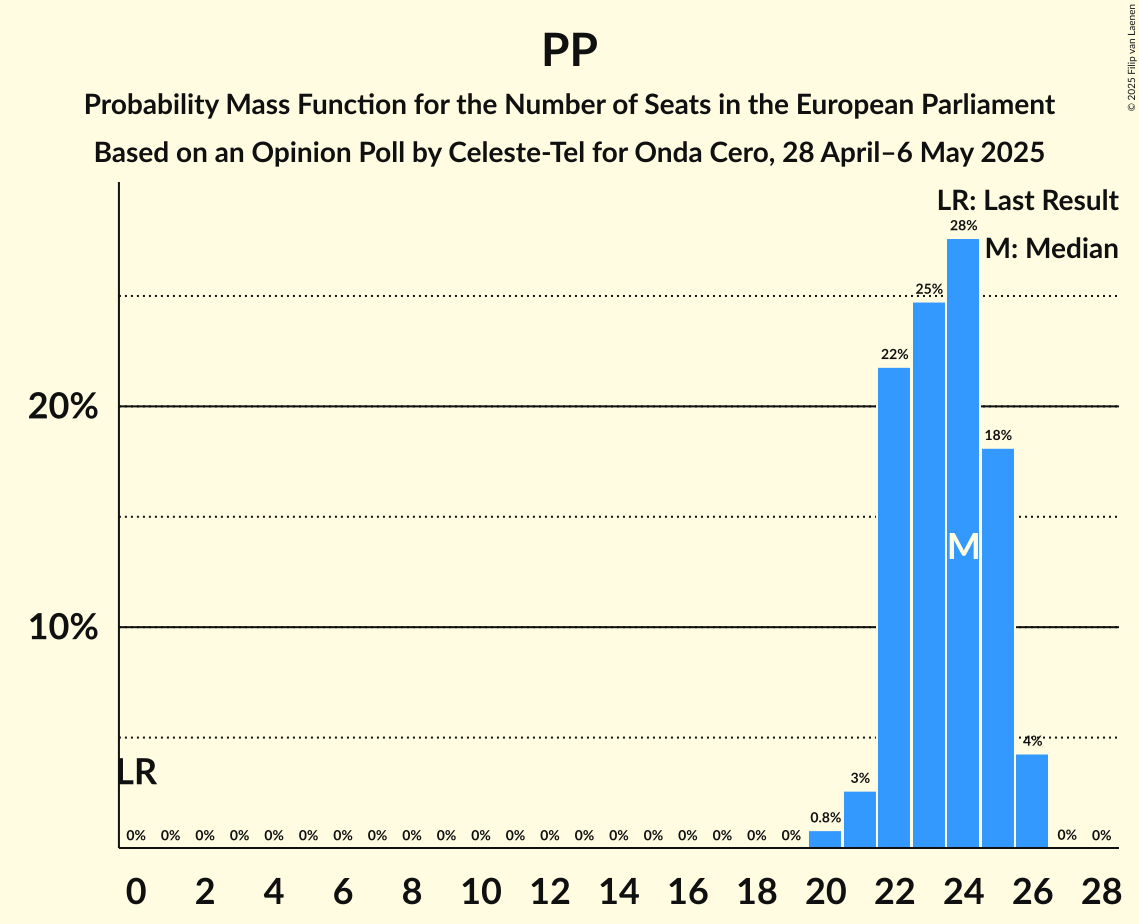 PP
Probability Mass Function for the Number of Seats in the European Parliament
Based on an Opinion Poll by Celeste-Tel for Onda Cero, 28 April–6 May 2025
© 2025 Filip van Laenen
LR: Last Result
M: Median
28%
25%
22%
20%
18%
M
10%
4%
LR
3%
0.8%
0% 0% 0% 0% 0% 0% 0% 0% 0% 0% 0% 0% 0% 0% 0% 0% 0% 0% 0% 0% 0% 0%
0 2 4 6 8 10 12 14 16 18 20 22 24 26 28